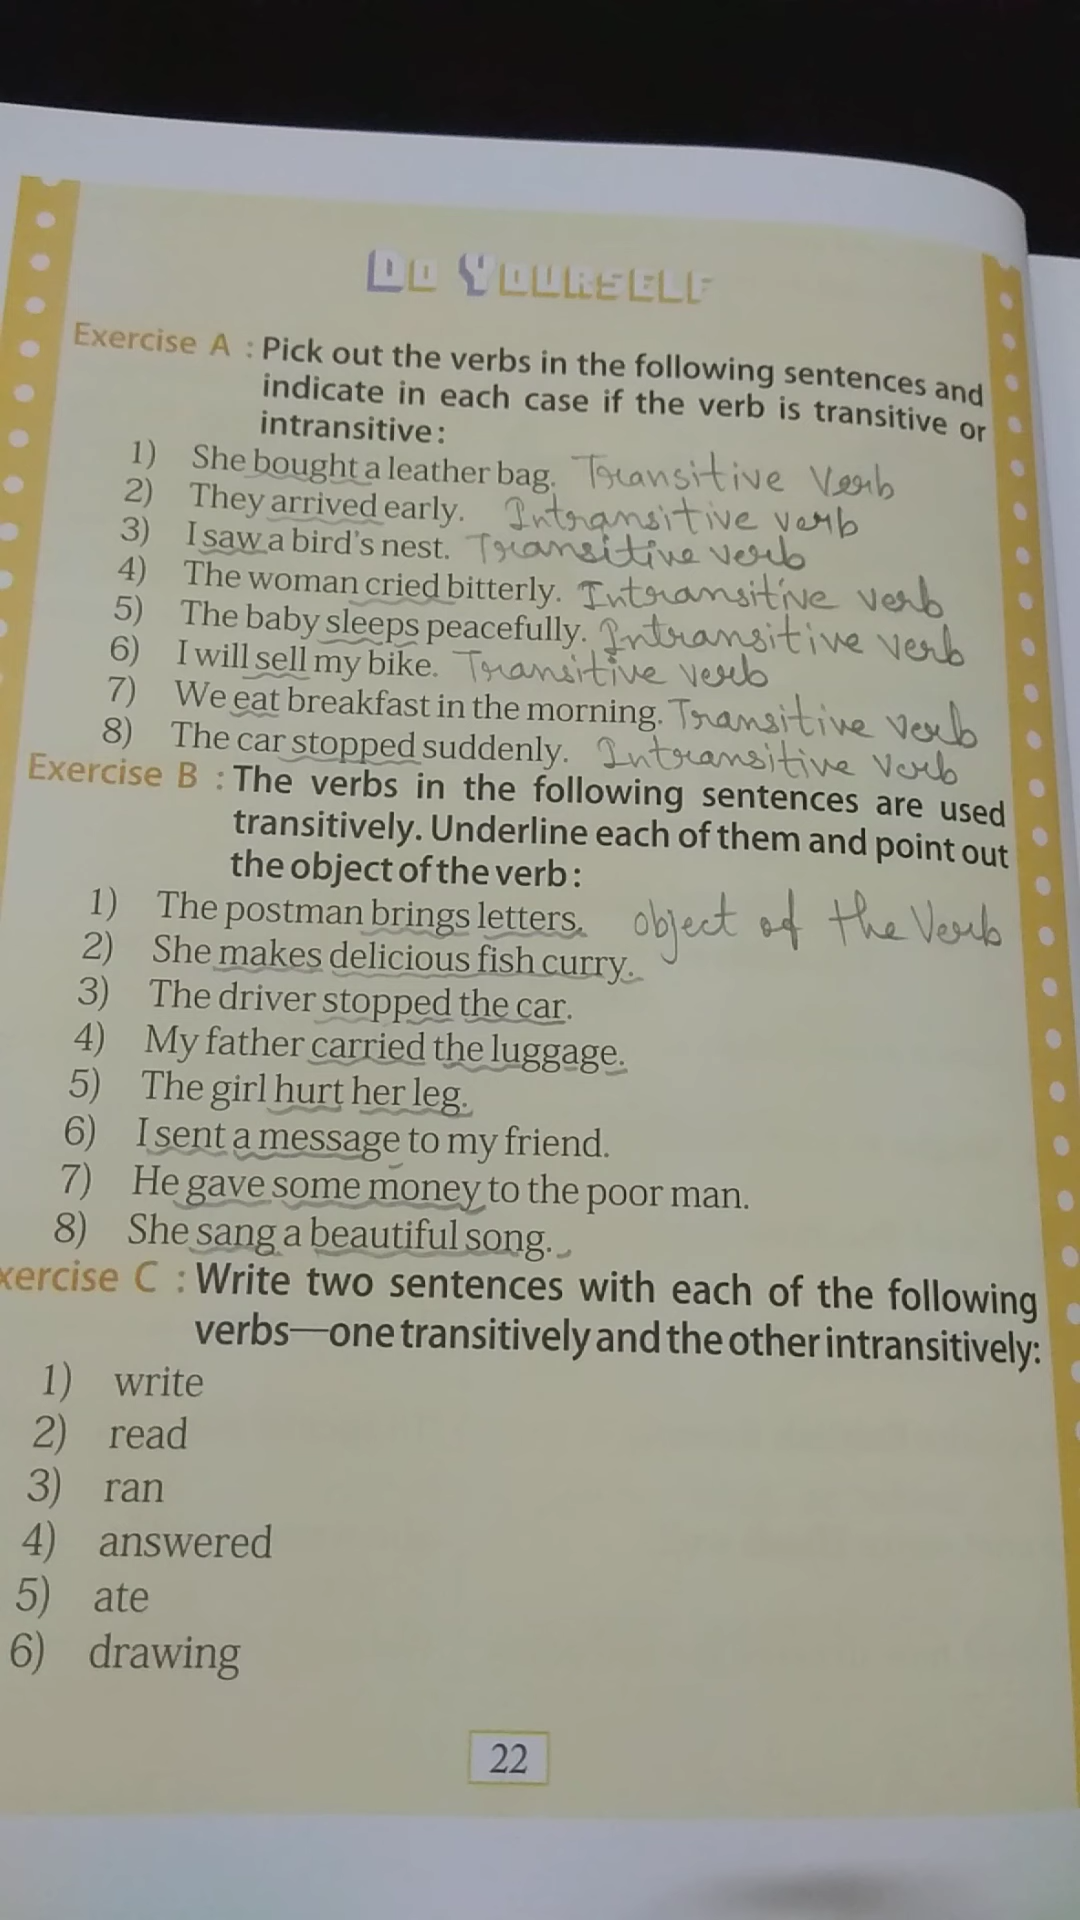 DO YOURSELF
Exercise A : Pick out the verbs in the following sentences and
indicate in each case if the verb is transitive or
intransitive:
1) She bought a leather bag. Transitive Verb
2) They arrived early. Intransitive verb
3) I saw a bird's nest. Transitive verb
4) The woman cried bitterly. Intransitive verb
5) The baby sleeps peacefully. Intransitive verb
6) I will sell my bike. Transitive verb
7) We eat breakfast in the morning. Transitive verb
8) The car stopped suddenly. Intransitive verb
Exercise B : The verbs in the following sentences are used
transitively. Underline each of them and point out
the object of the verb:
1) The postman brings letters. object of the Verb
2) She makes delicious fish curry.
3) The driver stopped the car.
4) My father carried the luggage.
5) The girl hurt her leg.
6) I sent a message to my friend.
7) He gave some money to the poor man.
8) She sang a beautiful song.
xercise C : Write two sentences with each of the following
verbs—one transitively and the other intransitively:
1) write
2) read
3) ran
4) answered
5) ate
6) drawing
22